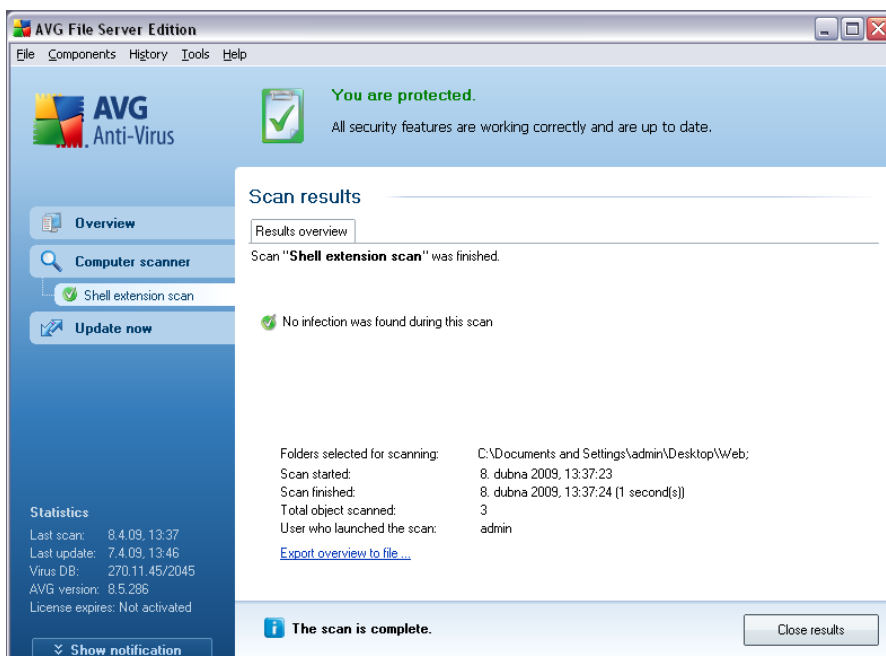 AVG File Server Edition
File Components History Tools Help
AVG
Anti-Virus
You are protected.
All security features are working correctly and are up to date.
Overview
Computer scanner
Shell extension scan
Update now
Scan results
Results overview
Scan "Shell extension scan" was finished.
No infection was found during this scan
Folders selected for scanning: C:\Documents and Settings\admin\Desktop\Web;
Scan started: 8. dubna 2009, 13:37:23
Scan finished: 8. dubna 2009, 13:37:24 (1 second(s))
Total object scanned: 3
User who launched the scan: admin
Export overview to file ...
Statistics
Last scan: 8.4.09, 13:37
Last update: 7.4.09, 13:46
Virus DB: 270.11.45/2045
AVG version: 8.5.286
License expires: Not activated
Show notification
The scan is complete.
Close results